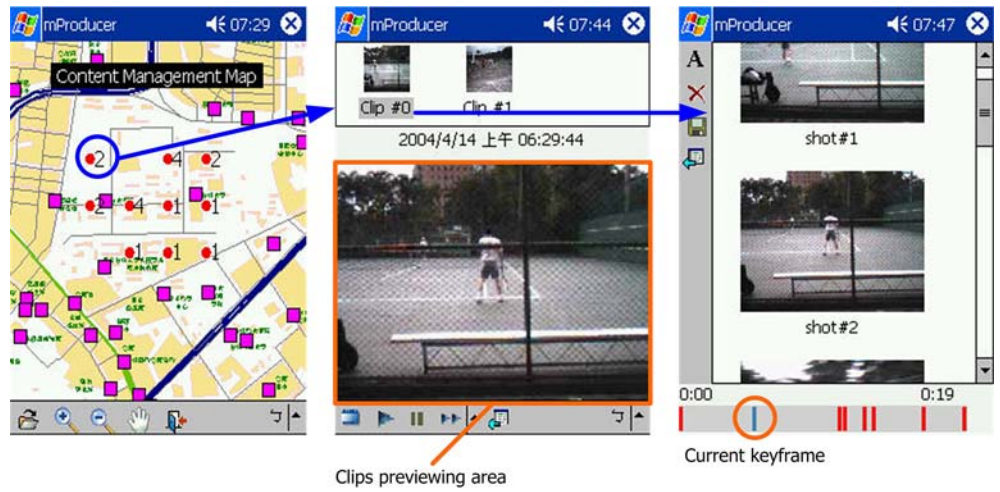 mProducer 07:29
Content Management Map
2 4 2
2 4 1 1
1 1 1
ㄅ
mProducer 07:44
Clip #0 Clip #1
2004/4/14 上午 06:29:44
ㄅ
Clips previewing area
mProducer 07:47
A
shot#1
shot#2
0:00 0:19
Current keyframe